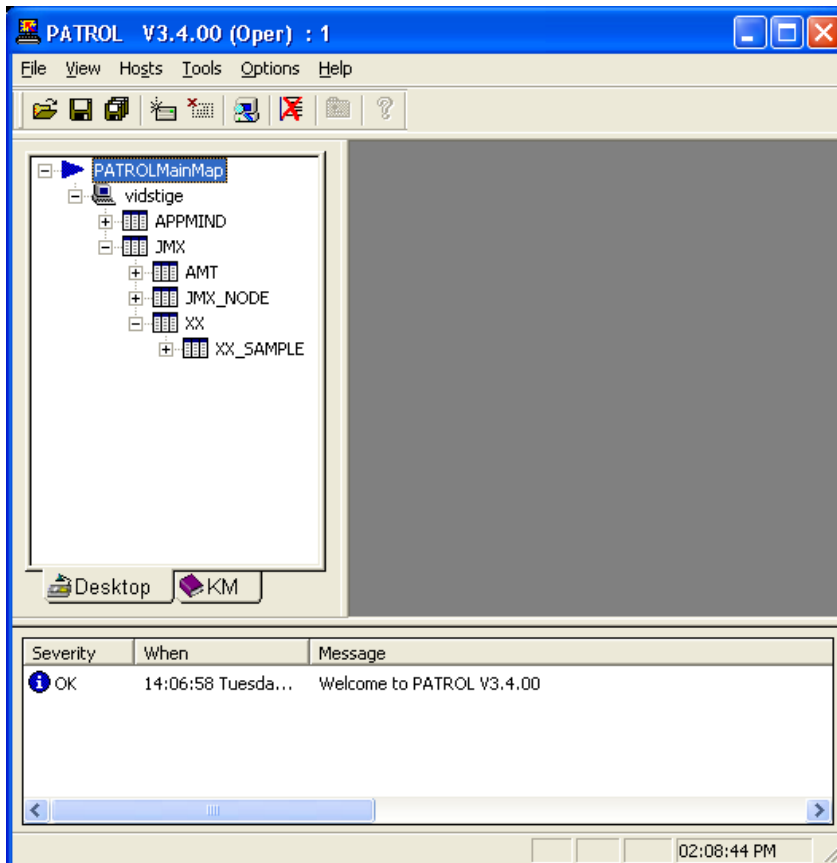 PATROL V3.4.00 (Oper) : 1
File View Hosts Tools Options Help
PATROLMainMap
vidstige
APPMIND
JMX
AMT
JMX_NODE
XX
XX_SAMPLE
Desktop KM
Severity When Message
OK 14:06:58 Tuesda... Welcome to PATROL V3.4.00
02:08:44 PM